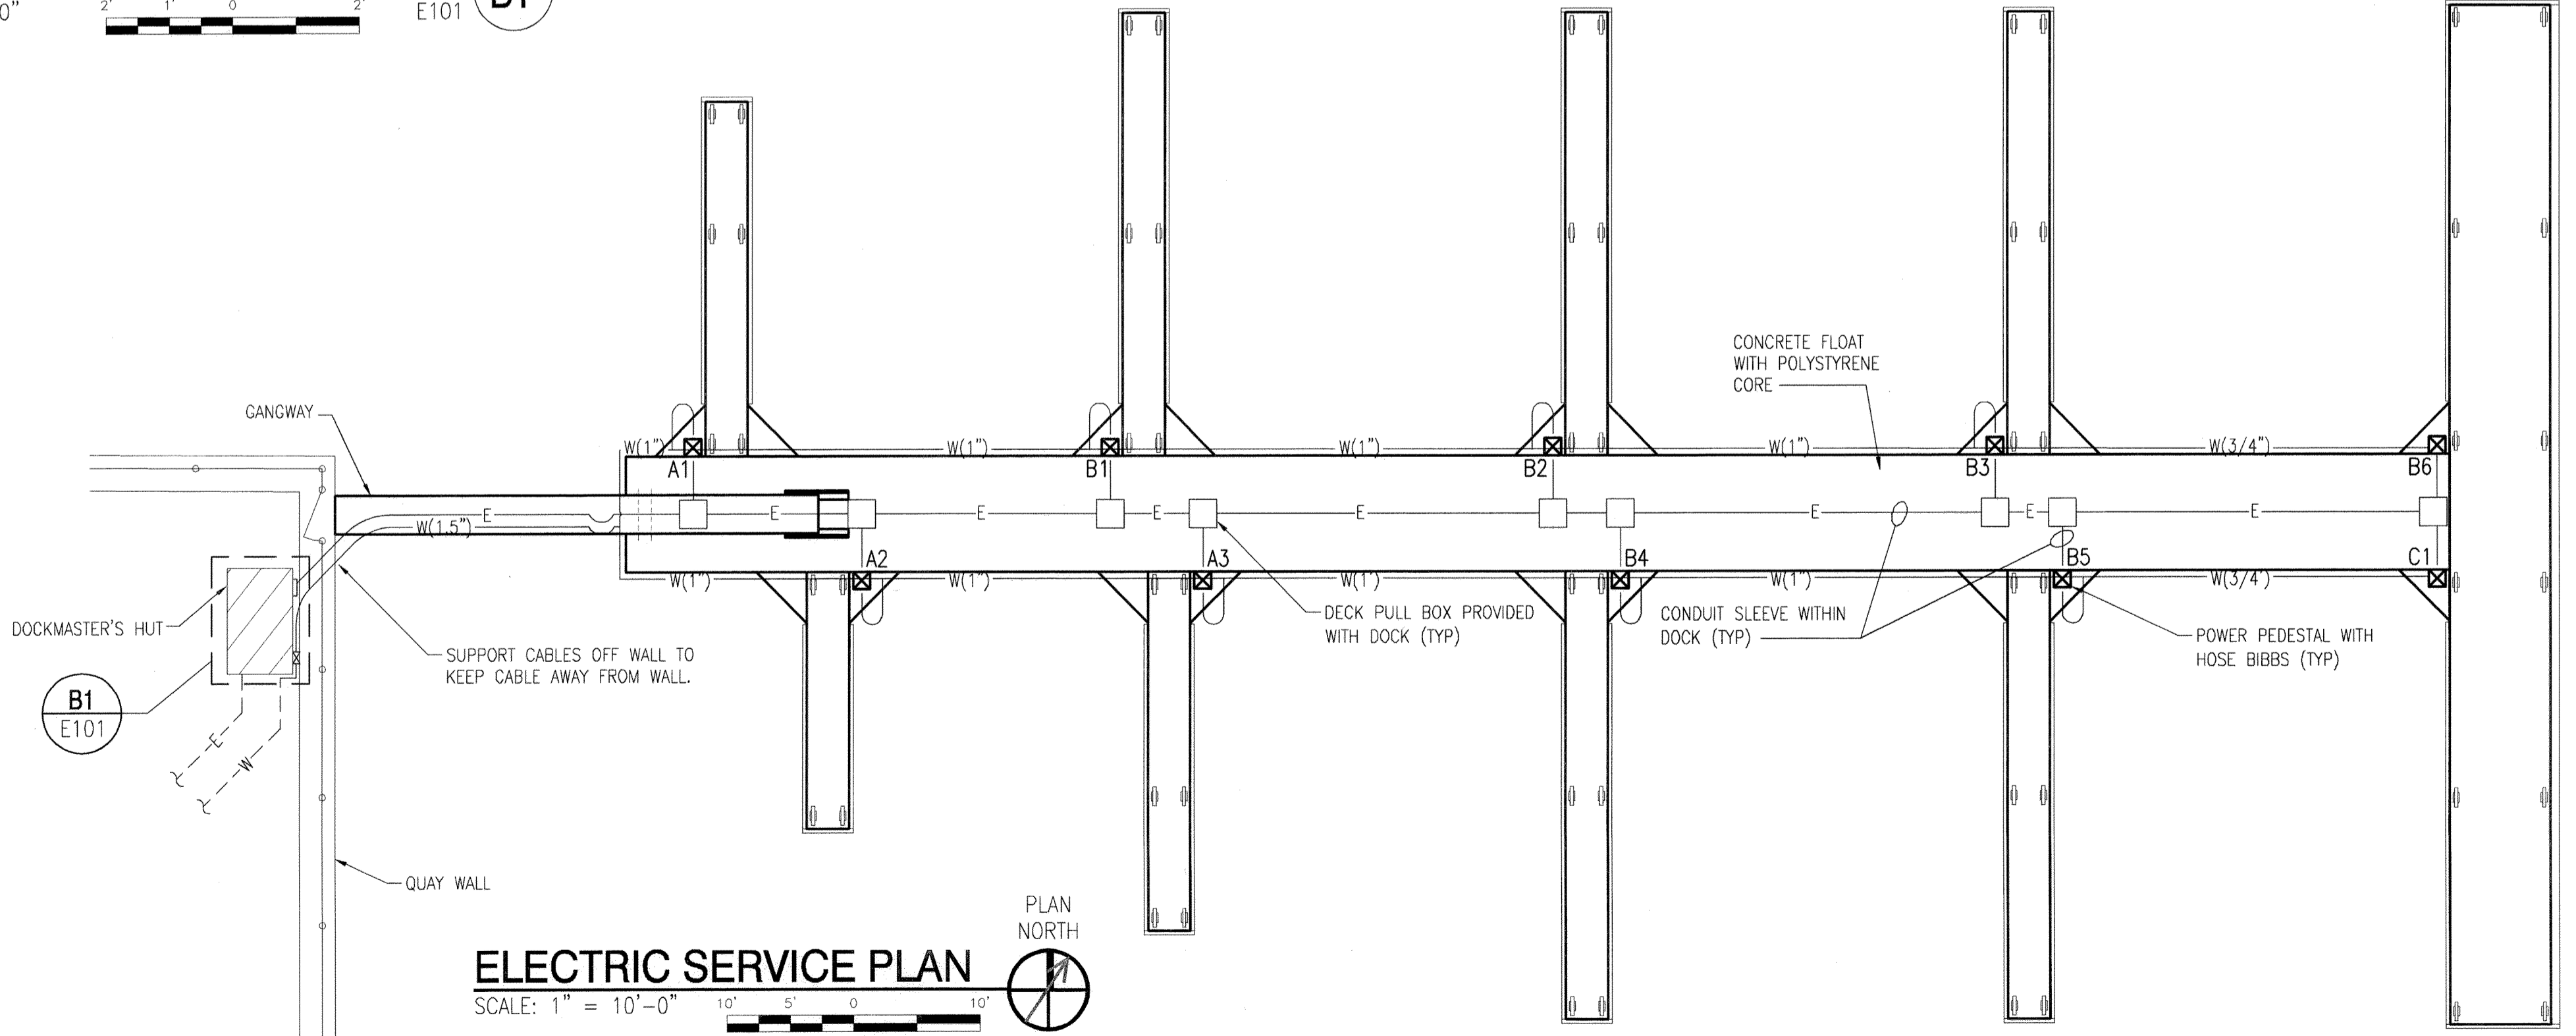 0"
2' 1' 0 2'
E101
B1
CONCRETE FLOAT
WITH POLYSTYRENE
CORE
GANGWAY
W(1") W(1") W(1") W(1") W(3/4")
A1 B1 B2 B3 B6
E E E E E E E E
W(1.5")
A2 A3 B4 B5 C1
W(1") W(1") W(1') W(1") W(3/4')
DOCKMASTER'S HUT
SUPPORT CABLES OFF WALL TO
KEEP CABLE AWAY FROM WALL.
DECK PULL BOX PROVIDED
WITH DOCK (TYP)
CONDUIT SLEEVE WITHIN
DOCK (TYP)
POWER PEDESTAL WITH
HOSE BIBBS (TYP)
B1
E101
E
W
QUAY WALL
PLAN
NORTH
ELECTRIC SERVICE PLAN
SCALE: 1" = 10'-0"
10' 5' 0 10'